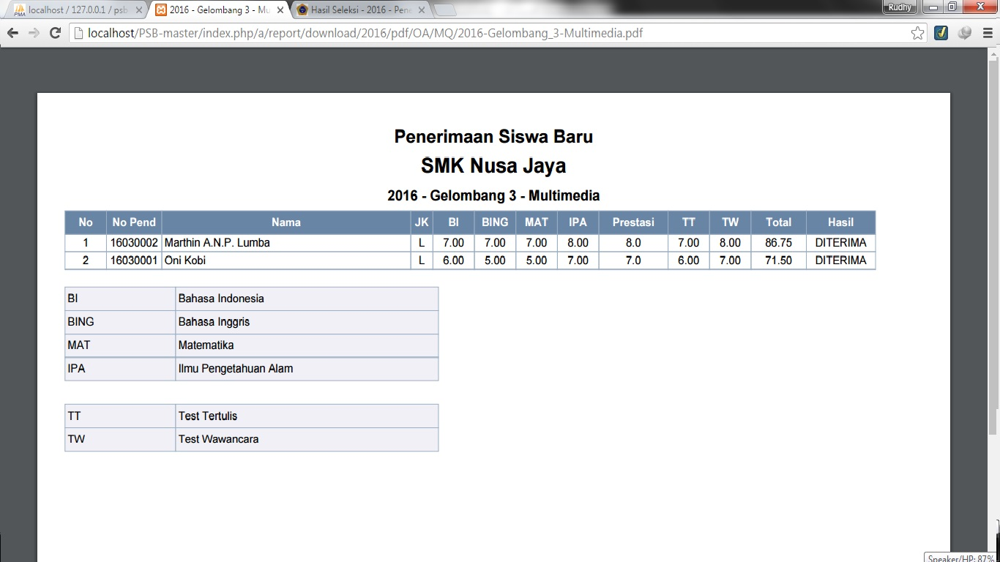 localhost / 127.0.0.1 / psb
2016 - Gelombang 3 - Mu
Hasil Seleksi - 2016 - Pene
Rudhy
localhost/PSB-master/index.php/a/report/download/2016/pdf/OA/MQ/2016-Gelombang_3-Multimedia.pdf
Penerimaan Siswa Baru
SMK Nusa Jaya
2016 - Gelombang 3 - Multimedia
No No Pend Nama JK BI BING MAT IPA Prestasi TT TW Total Hasil
1 16030002 Marthin A.N.P. Lumba L 7.00 7.00 7.00 8.00 8.0 7.00 8.00 86.75 DITERIMA
2 16030001 Oni Kobi L 6.00 5.00 5.00 7.00 7.0 6.00 7.00 71.50 DITERIMA
BI Bahasa Indonesia
BING Bahasa Inggris
MAT Matematika
IPA Ilmu Pengetahuan Alam
TT Test Tertulis
TW Test Wawancara
Speaker/HP: 87%